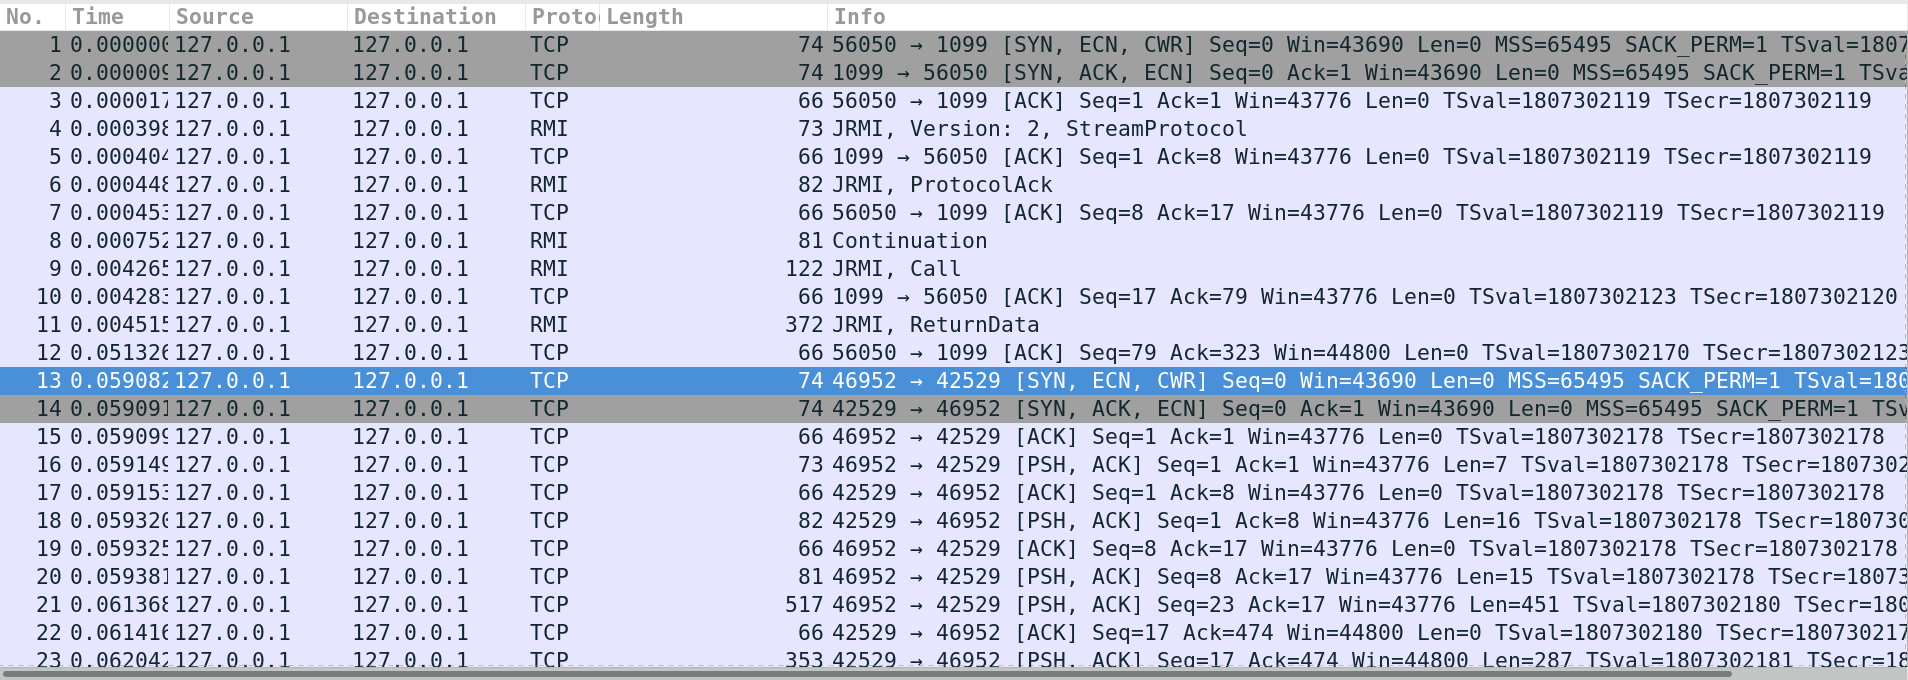 No. Time Source Destination Proto Length Info
1 0.000000 127.0.0.1 127.0.0.1 TCP 74 56050 → 1099 [SYN, ECN, CWR] Seq=0 Win=43690 Len=0 MSS=65495 SACK_PERM=1 TSval=1807
2 0.000009 127.0.0.1 127.0.0.1 TCP 74 1099 → 56050 [SYN, ACK, ECN] Seq=0 Ack=1 Win=43690 Len=0 MSS=65495 SACK_PERM=1 TSva
3 0.000017 127.0.0.1 127.0.0.1 TCP 66 56050 → 1099 [ACK] Seq=1 Ack=1 Win=43776 Len=0 TSval=1807302119 TSecr=1807302119
4 0.000398 127.0.0.1 127.0.0.1 RMI 73 JRMI, Version: 2, StreamProtocol
5 0.000404 127.0.0.1 127.0.0.1 TCP 66 1099 → 56050 [ACK] Seq=1 Ack=8 Win=43776 Len=0 TSval=1807302119 TSecr=1807302119
6 0.000448 127.0.0.1 127.0.0.1 RMI 82 JRMI, ProtocolAck
7 0.000453 127.0.0.1 127.0.0.1 TCP 66 56050 → 1099 [ACK] Seq=8 Ack=17 Win=43776 Len=0 TSval=1807302119 TSecr=1807302119
8 0.000752 127.0.0.1 127.0.0.1 RMI 81 Continuation
9 0.004265 127.0.0.1 127.0.0.1 RMI 122 JRMI, Call
10 0.004283 127.0.0.1 127.0.0.1 TCP 66 1099 → 56050 [ACK] Seq=17 Ack=79 Win=43776 Len=0 TSval=1807302123 TSecr=1807302120
11 0.004515 127.0.0.1 127.0.0.1 RMI 372 JRMI, ReturnData
12 0.051326 127.0.0.1 127.0.0.1 TCP 66 56050 → 1099 [ACK] Seq=79 Ack=323 Win=44800 Len=0 TSval=1807302170 TSecr=1807302123
13 0.059082 127.0.0.1 127.0.0.1 TCP 74 46952 → 42529 [SYN, ECN, CWR] Seq=0 Win=43690 Len=0 MSS=65495 SACK_PERM=1 TSval=180
14 0.059091 127.0.0.1 127.0.0.1 TCP 74 42529 → 46952 [SYN, ACK, ECN] Seq=0 Ack=1 Win=43690 Len=0 MSS=65495 SACK_PERM=1 TSv
15 0.059099 127.0.0.1 127.0.0.1 TCP 66 46952 → 42529 [ACK] Seq=1 Ack=1 Win=43776 Len=0 TSval=1807302178 TSecr=1807302178
16 0.059149 127.0.0.1 127.0.0.1 TCP 73 46952 → 42529 [PSH, ACK] Seq=1 Ack=1 Win=43776 Len=7 TSval=1807302178 TSecr=1807302
17 0.059153 127.0.0.1 127.0.0.1 TCP 66 42529 → 46952 [ACK] Seq=1 Ack=8 Win=43776 Len=0 TSval=1807302178 TSecr=1807302178
18 0.059320 127.0.0.1 127.0.0.1 TCP 82 42529 → 46952 [PSH, ACK] Seq=1 Ack=8 Win=43776 Len=16 TSval=1807302178 TSecr=180730
19 0.059325 127.0.0.1 127.0.0.1 TCP 66 46952 → 42529 [ACK] Seq=8 Ack=17 Win=43776 Len=0 TSval=1807302178 TSecr=1807302178
20 0.059381 127.0.0.1 127.0.0.1 TCP 81 46952 → 42529 [PSH, ACK] Seq=8 Ack=17 Win=43776 Len=15 TSval=1807302178 TSecr=18073
21 0.061368 127.0.0.1 127.0.0.1 TCP 517 46952 → 42529 [PSH, ACK] Seq=23 Ack=17 Win=43776 Len=451 TSval=1807302180 TSecr=180
22 0.061416 127.0.0.1 127.0.0.1 TCP 66 42529 → 46952 [ACK] Seq=17 Ack=474 Win=44800 Len=0 TSval=1807302180 TSecr=180730217
23 0.062042 127.0.0.1 127.0.0.1 TCP 353 42529 → 46952 [PSH, ACK] Seq=17 Ack=474 Win=44800 Len=287 TSval=1807302181 TSecr=18